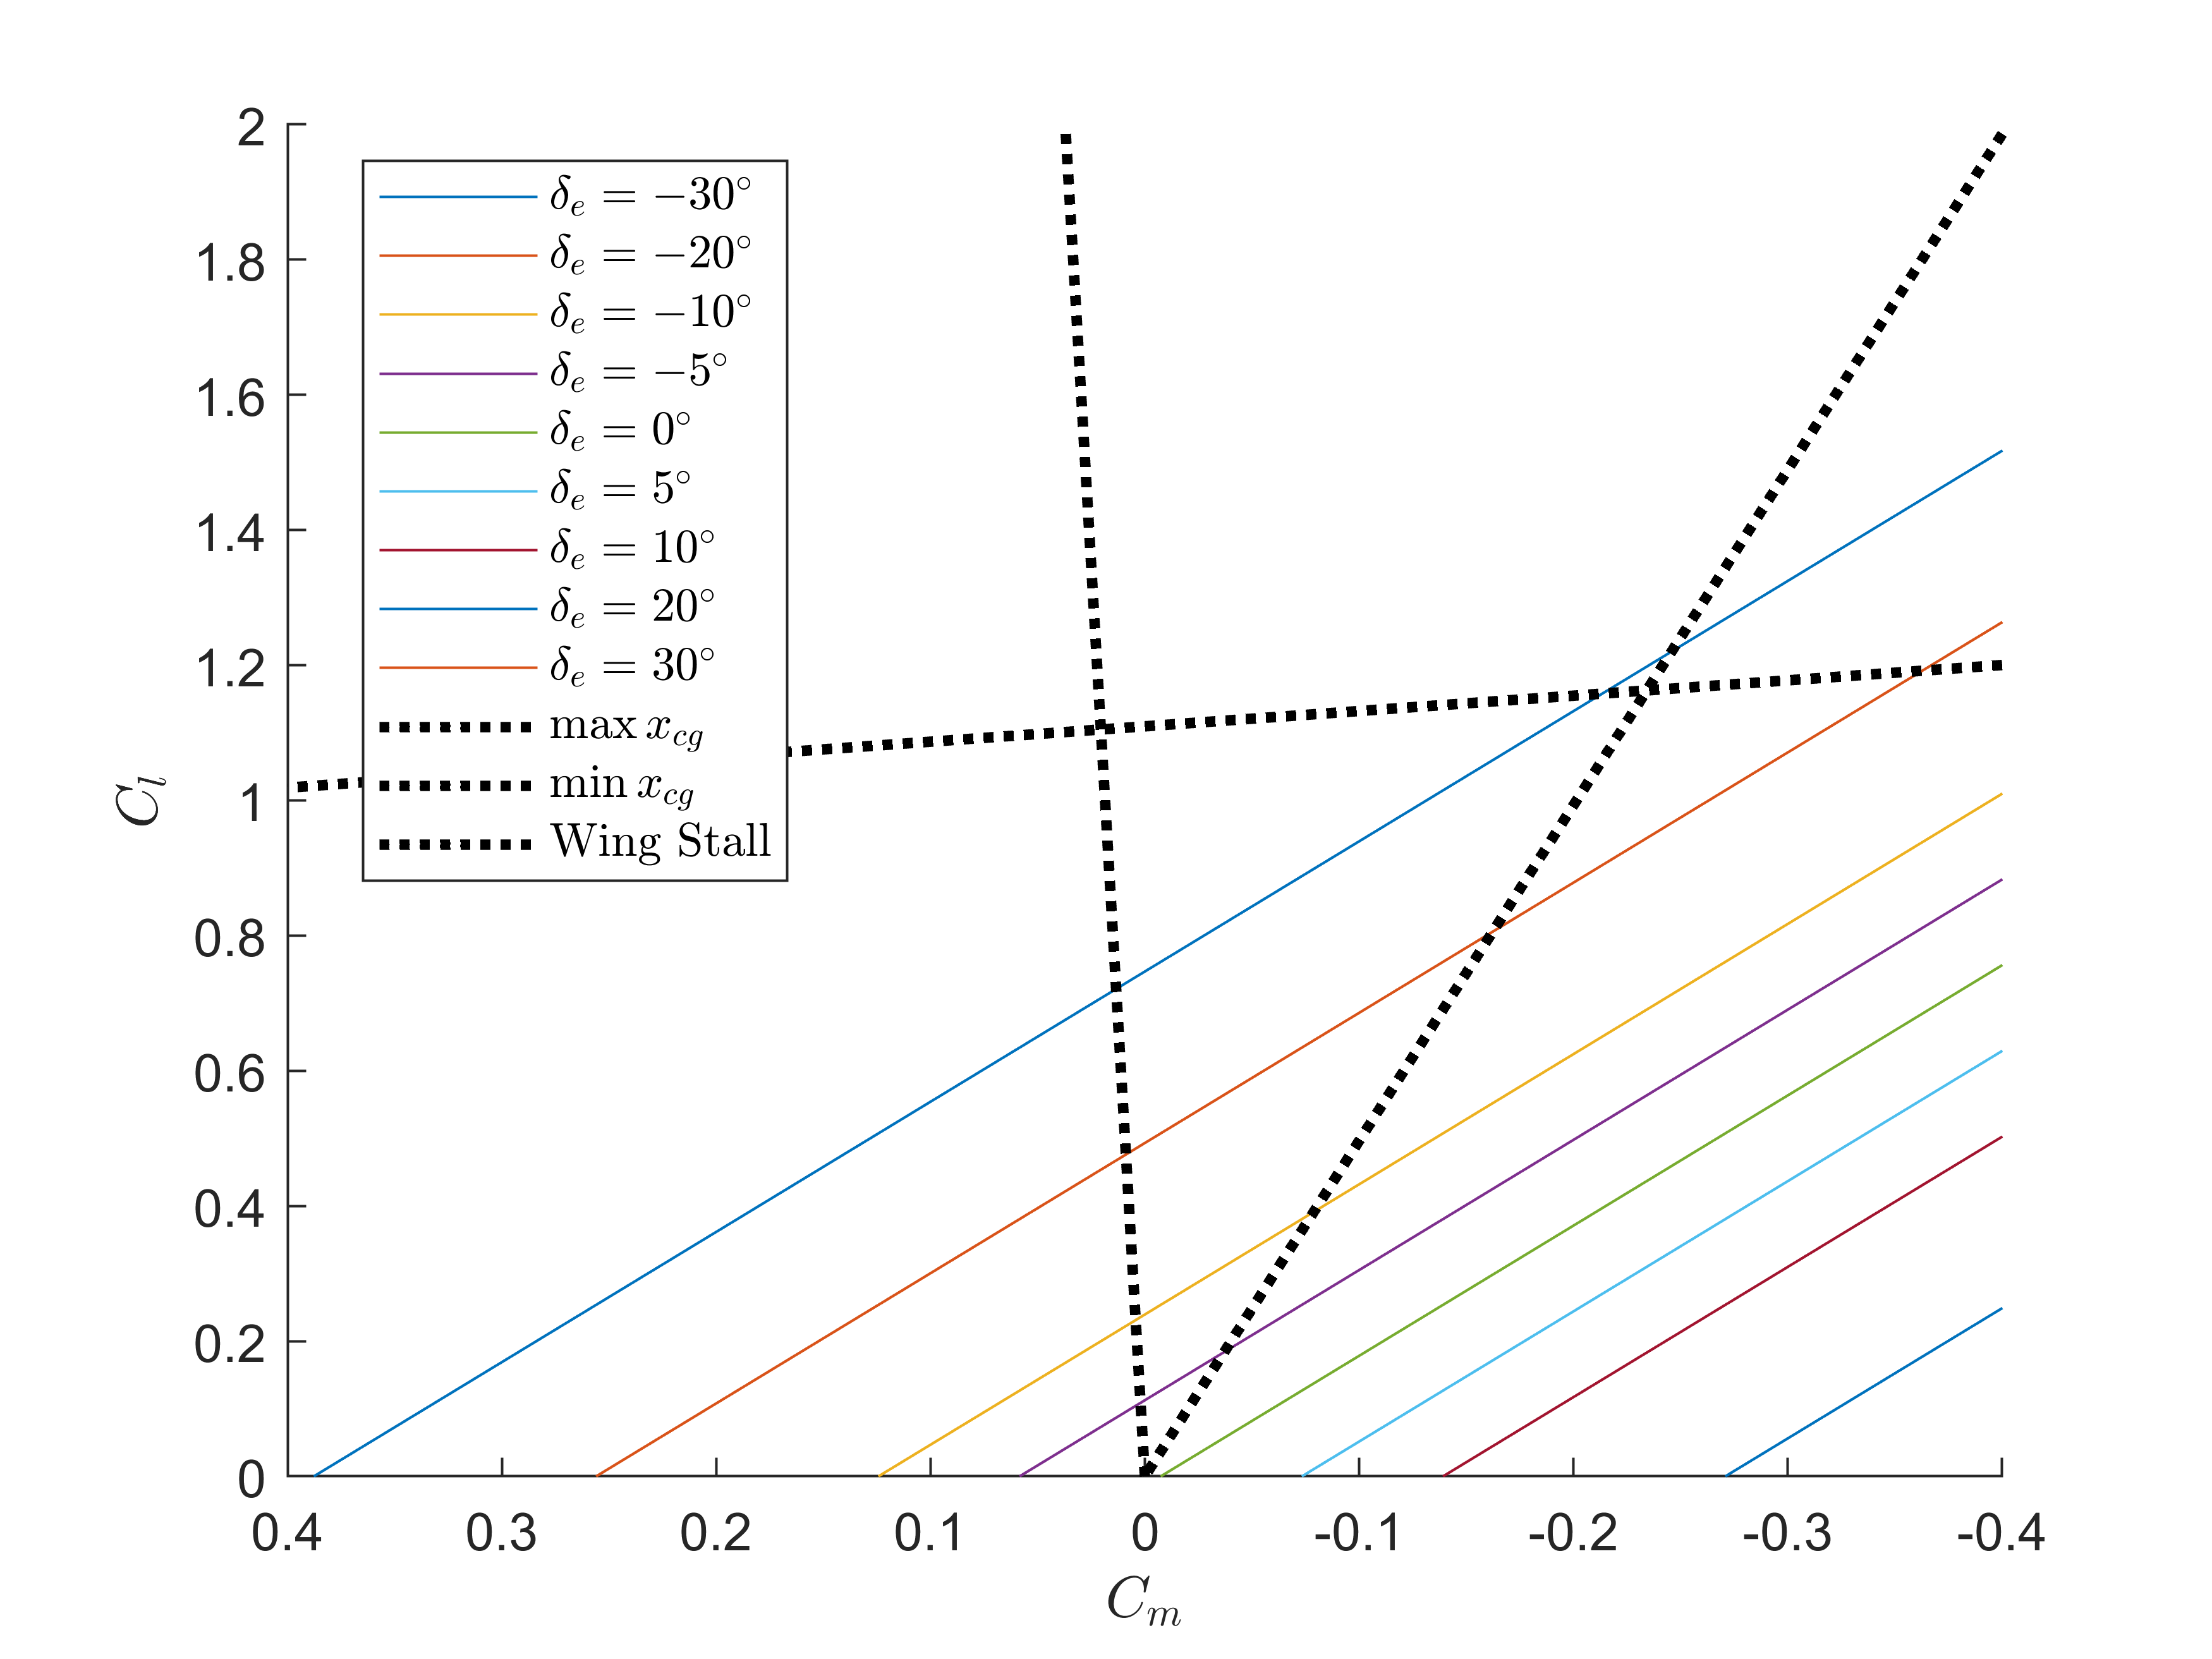 2
1.8
1.6
1.4
1.2
1
0.8
0.6
0.4
0.2
0
C_l
δ_e = −30°
δ_e = −20°
δ_e = −10°
δ_e = −5°
δ_e = 0°
δ_e = 5°
δ_e = 10°
δ_e = 20°
δ_e = 30°
max x_cg
min x_cg
Wing Stall
0.4 0.3 0.2 0.1 0 -0.1 -0.2 -0.3 -0.4
C_m